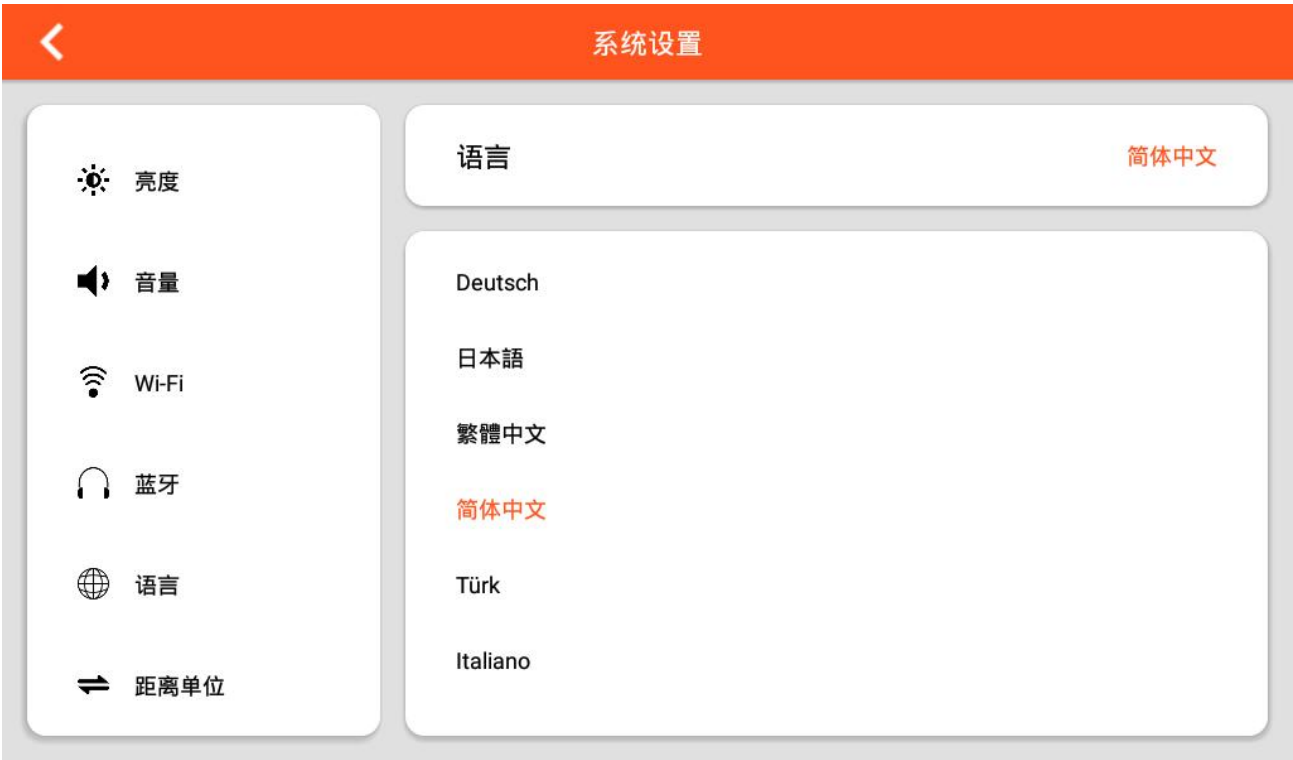 系统设置
亮度
音量
Wi-Fi
蓝牙
语言
距离单位
语言
简体中文
Deutsch
日本語
繁體中文
简体中文
Türk
Italiano